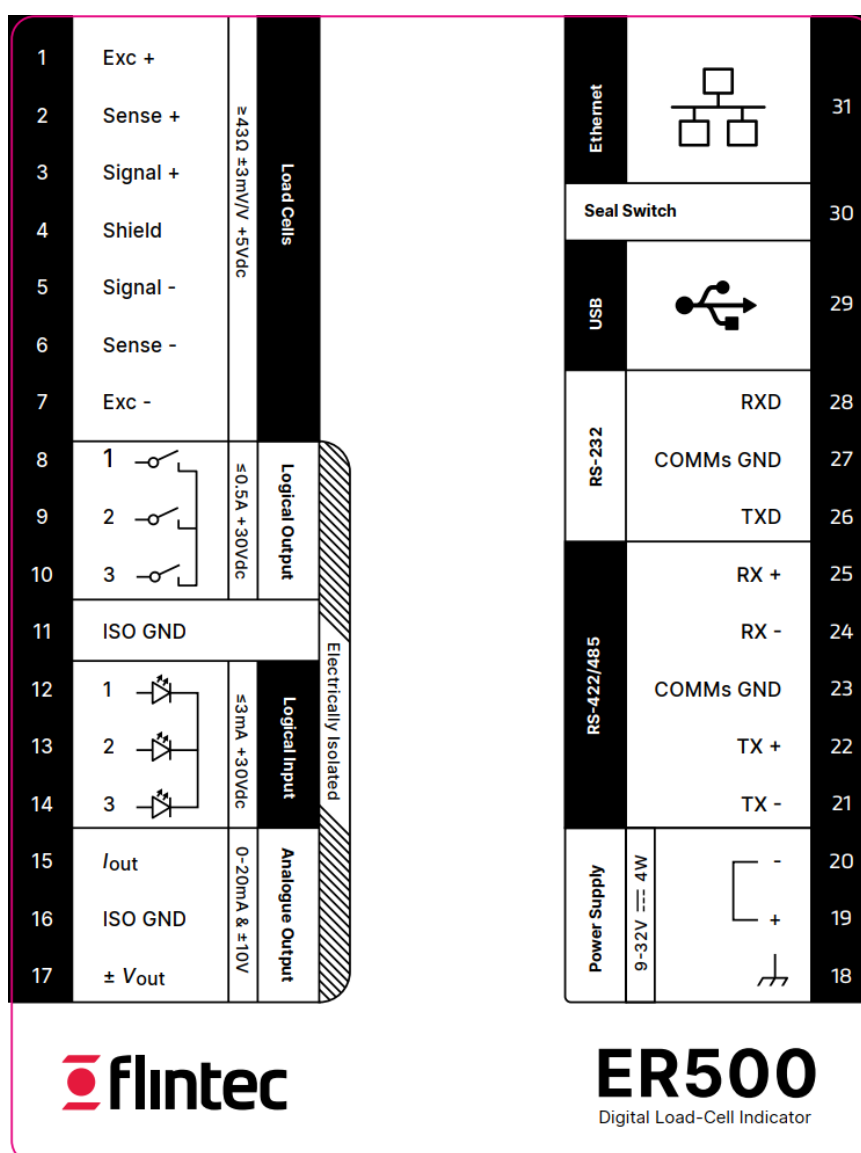 1 Exc +
2 Sense +
3 Signal +
4 Shield
5 Signal -
6 Sense -
7 Exc -
≥43Ω ±3mV/V +5Vdc
Load Cells
8 1
9 2
10 3
≤0.5A +30Vdc
Logical Output
11 ISO GND
12 1
13 2
14 3
≤3mA +30Vdc
Logical Input
Electrically Isolated
15 Iout
16 ISO GND
17 ± Vout
0-20mA & ±10V
Analogue Output
Ethernet
31
Seal Switch 30
USB
29
RS-232
RXD 28
COMMs GND 27
TXD 26
RS-422/485
RX + 25
RX - 24
COMMs GND 23
TX + 22
TX - 21
Power Supply
9-32V ⎓ 4W
- 20
+ 19
18
flintec
ER500
Digital Load-Cell Indicator